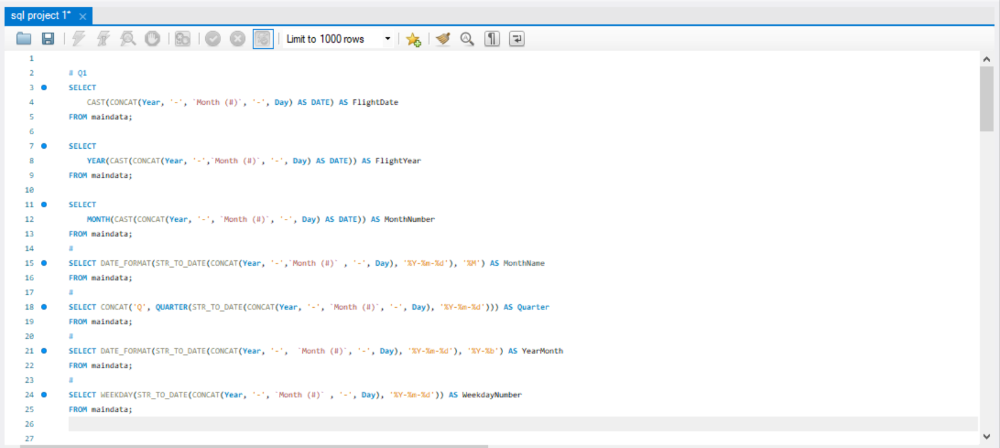 sql project 1*
Limit to 1000 rows
1
2 # Q1
3 SELECT
4 CAST(CONCAT(Year, '-', `Month (#)`, '-', Day) AS DATE) AS FlightDate
5 FROM maindata;
6
7 SELECT
8 YEAR(CAST(CONCAT(Year, '-',`Month (#)`, '-', Day) AS DATE)) AS FlightYear
9 FROM maindata;
10
11 SELECT
12 MONTH(CAST(CONCAT(Year, '-', `Month (#)`, '-', Day) AS DATE)) AS MonthNumber
13 FROM maindata;
14 #
15 SELECT DATE_FORMAT(STR_TO_DATE(CONCAT(Year, '-',`Month (#)` , '-', Day), '%Y-%m-%d'), '%M') AS MonthName
16 FROM maindata;
17 #
18 SELECT CONCAT('Q', QUARTER(STR_TO_DATE(CONCAT(Year, '-', `Month (#)`, '-', Day), '%Y-%m-%d'))) AS Quarter
19 FROM maindata;
20 #
21 SELECT DATE_FORMAT(STR_TO_DATE(CONCAT(Year, '-',  `Month (#)`, '-', Day), '%Y-%m-%d'), '%Y-%b') AS YearMonth
22 FROM maindata;
23 #
24 SELECT WEEKDAY(STR_TO_DATE(CONCAT(Year, '-', `Month (#)` , '-', Day), '%Y-%m-%d')) AS WeekdayNumber
25 FROM maindata;
26
27